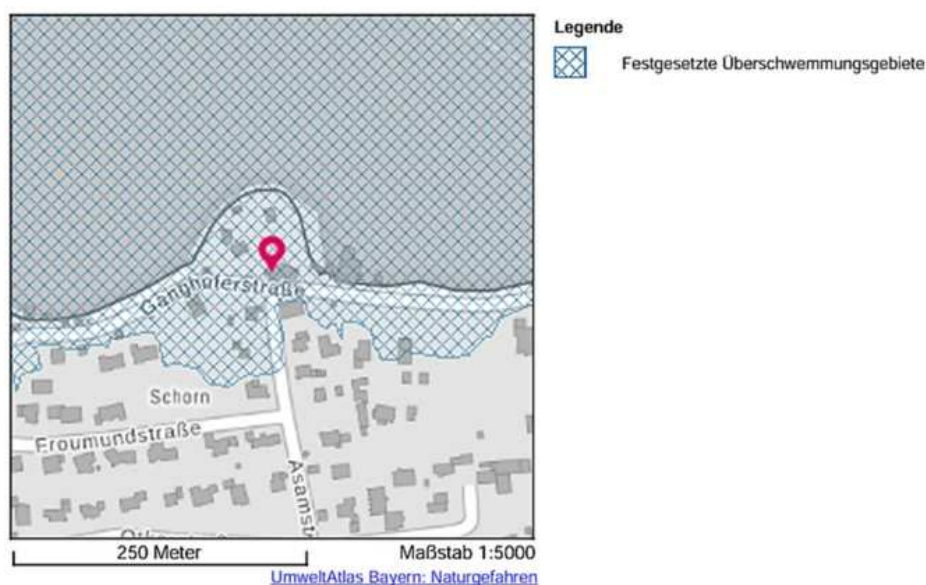 Legende
Festgesetzte Überschwemmungsgebiete
Ganghoferstraße
Schorn
Froumundstraße
Asamstr
250 Meter
Maßstab 1:5000
UmweltAtlas Bayern: Naturgefahren